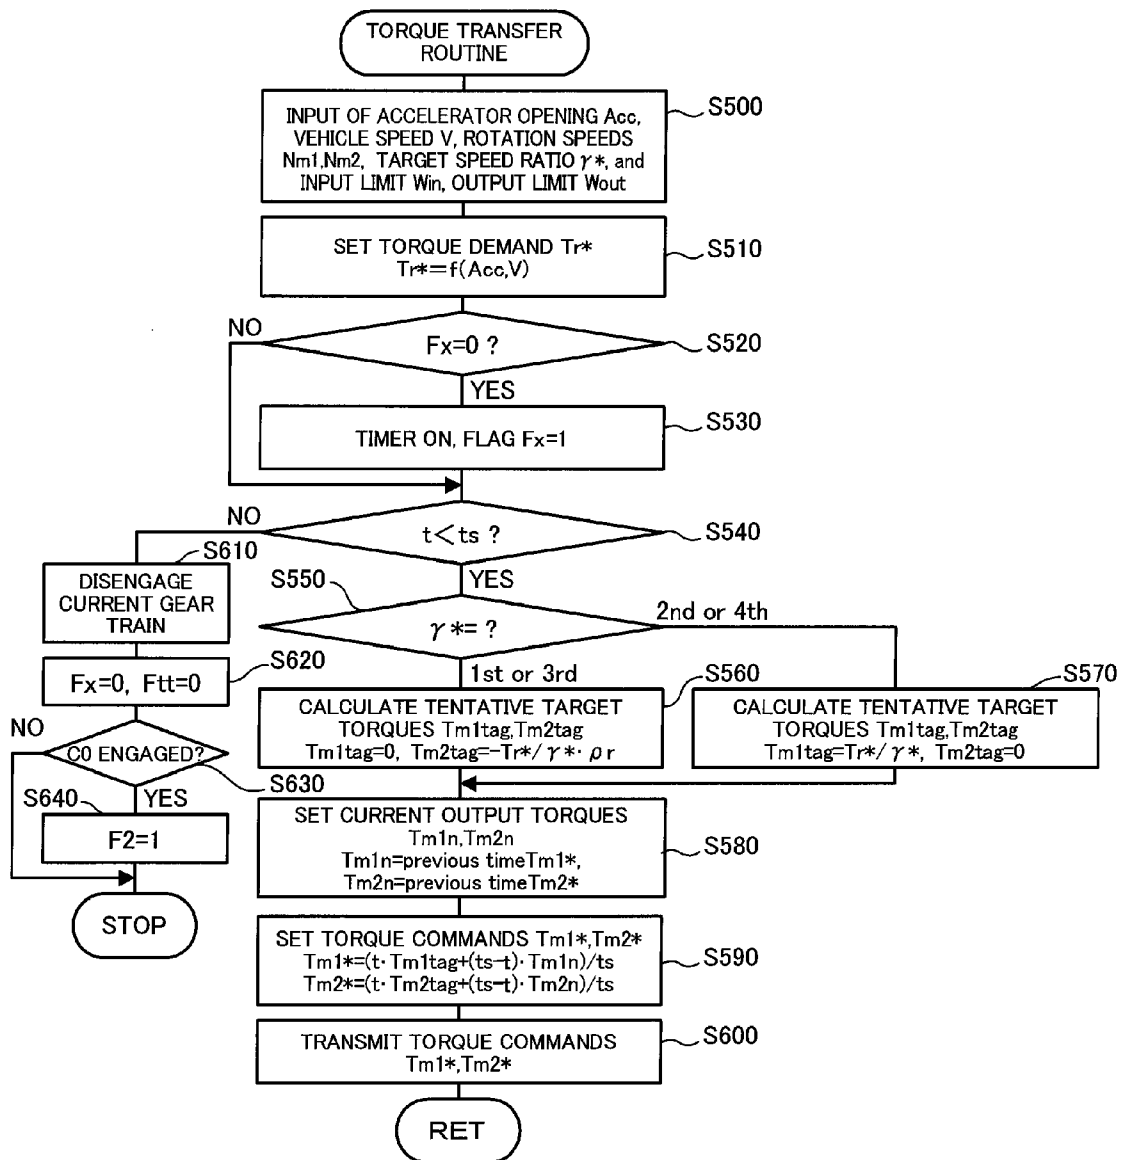 TORQUE TRANSFER
ROUTINE
INPUT OF ACCELERATOR OPENING Acc,
VEHICLE SPEED V, ROTATION SPEEDS
Nm1,Nm2, TARGET SPEED RATIO γ*, and
INPUT LIMIT Win, OUTPUT LIMIT Wout
S500
SET TORQUE DEMAND Tr*
Tr*=f(Acc,V)
S510
NO
Fx=0 ?
S520
YES
TIMER ON, FLAG Fx=1
S530
NO
t<ts ?
S540
YES
S610
DISENGAGE
CURRENT GEAR
TRAIN
S550
γ*= ?
2nd or 4th
1st or 3rd
S620
Fx=0, Ftt=0
S560
CALCULATE TENTATIVE TARGET
TORQUES Tm1tag,Tm2tag
Tm1tag=0, Tm2tag=-Tr*/γ*·ρr
S570
CALCULATE TENTATIVE TARGET
TORQUES Tm1tag,Tm2tag
Tm1tag=Tr*/γ*, Tm2tag=0
NO
C0 ENGAGED?
S630
YES
S640
F2=1
STOP
SET CURRENT OUTPUT TORQUES
Tm1n,Tm2n
Tm1n=previous timeTm1*,
Tm2n=previous timeTm2*
S580
SET TORQUE COMMANDS Tm1*,Tm2*
Tm1*=(t·Tm1tag+(ts-t)·Tm1n)/ts
Tm2*=(t·Tm2tag+(ts-t)·Tm2n)/ts
S590
TRANSMIT TORQUE COMMANDS
Tm1*,Tm2*
S600
RET